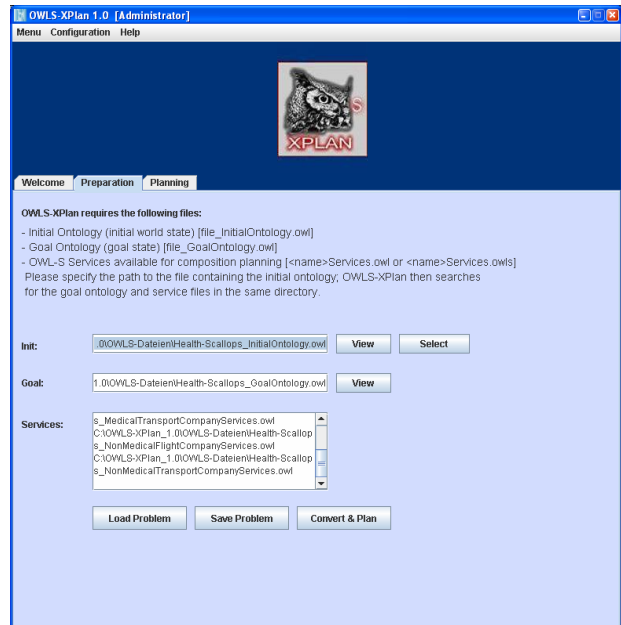 OWLS-XPlan 1.0 [Administrator]
Menu Configuration Help
S
XPLAN
Welcome Preparation Planning
OWLS-XPlan requires the following files:
- Initial Ontology (initial world state) [file_InitialOntology.owl]
- Goal Ontology (goal state) [file_GoalOntology.owl]
- OWL-S Services available for composition planning [<name>Services.owl or <name>Services.owls]
Please specify the path to the file containing the initial ontology; OWLS-XPlan then searches
for the goal ontology and service files in the same directory.
Init: .0\OWLS-Dateien\Health-Scallops_InitialOntology.owl View Select
Goal: 1.0\OWLS-Dateien\Health-Scallops_GoalOntology.owl View
Services: s_MedicalTransportCompanyServices.owl
C:\OWLS-XPlan_1.0\OWLS-Dateien\Health-Scallop
s_NonMedicalFlightCompanyServices.owl
C:\OWLS-XPlan_1.0\OWLS-Dateien\Health-Scallop
s_NonMedicalTransportCompanyServices.owl
Load Problem Save Problem Convert & Plan